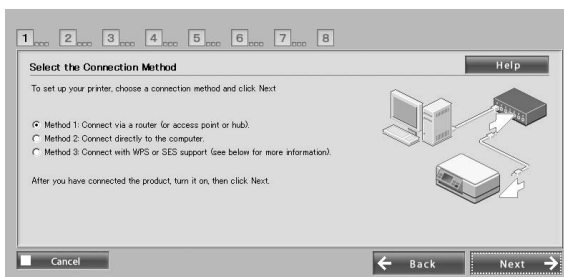 1 2 3 4 5 6 7 8
Select the Connection Method
Help
To set up your printer, choose a connection method and click Next
Method 1: Connect via a router (or access point or hub).
Method 2: Connect directly to the computer.
Method 3: Connect with WPS or SES support (see below for more information).
After you have connected the product, turn it on, then click Next.
Cancel
Back
Next